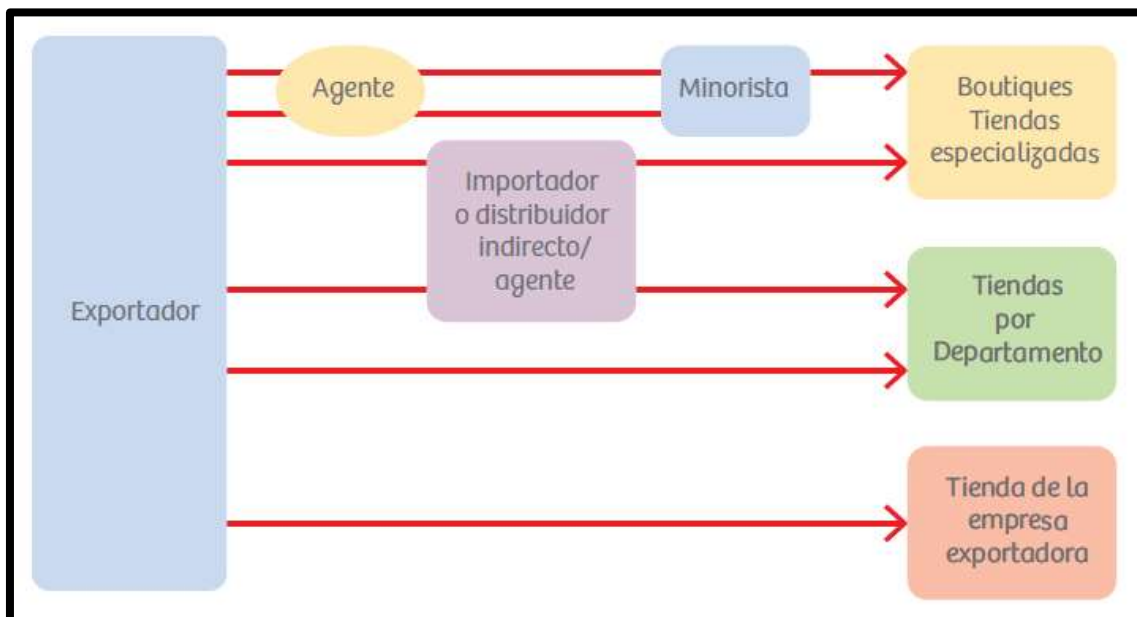 Exportador
Agente
Minorista
Importador
o distribuidor
indirecto/
agente
Boutiques
Tiendas
especializadas
Tiendas
por
Departamento
Tienda de la
empresa
exportadora